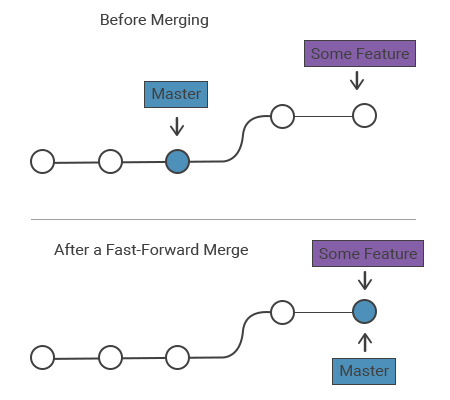 Before Merging
Some Feature
Master
After a Fast-Forward Merge
Some Feature
Master